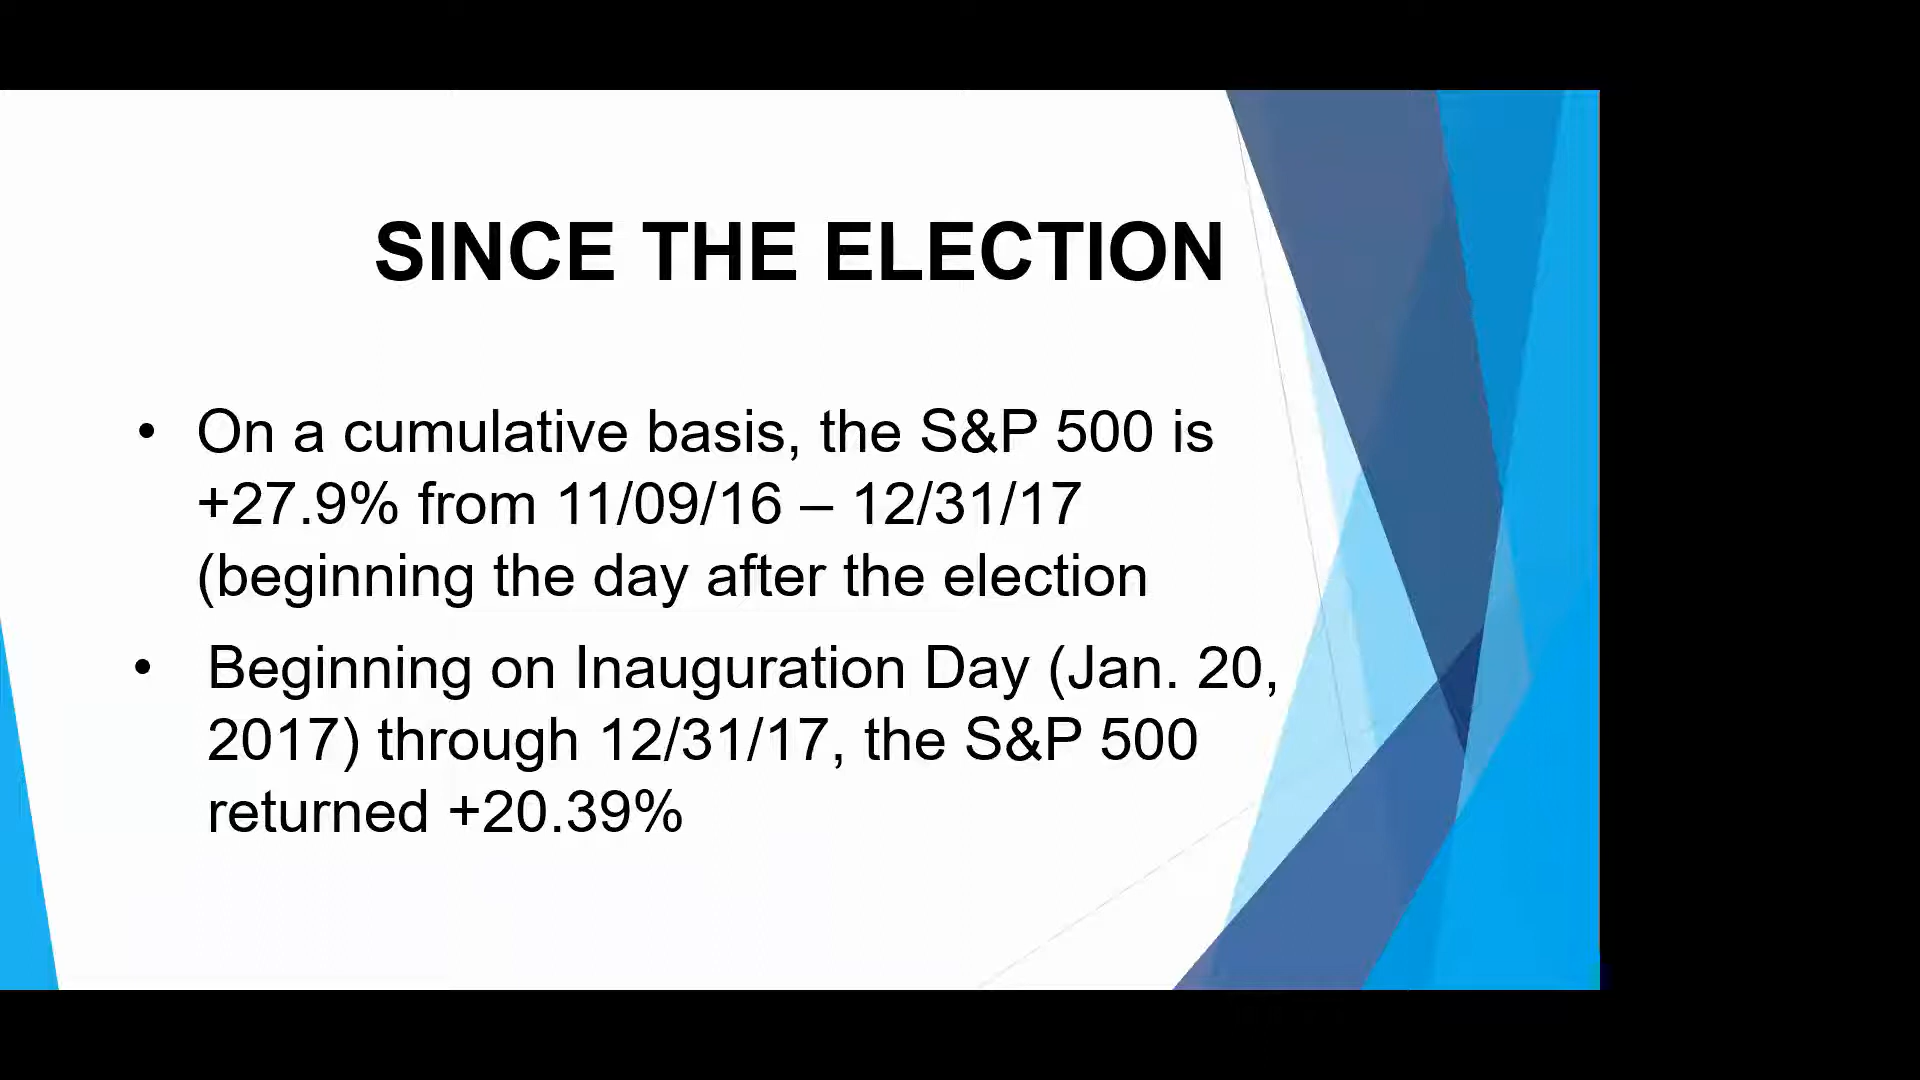 SINCE THE ELECTION
• On a cumulative basis, the S&P 500 is
+27.9% from 11/09/16 – 12/31/17
(beginning the day after the election
• Beginning on Inauguration Day (Jan. 20,
2017) through 12/31/17, the S&P 500
returned +20.39%